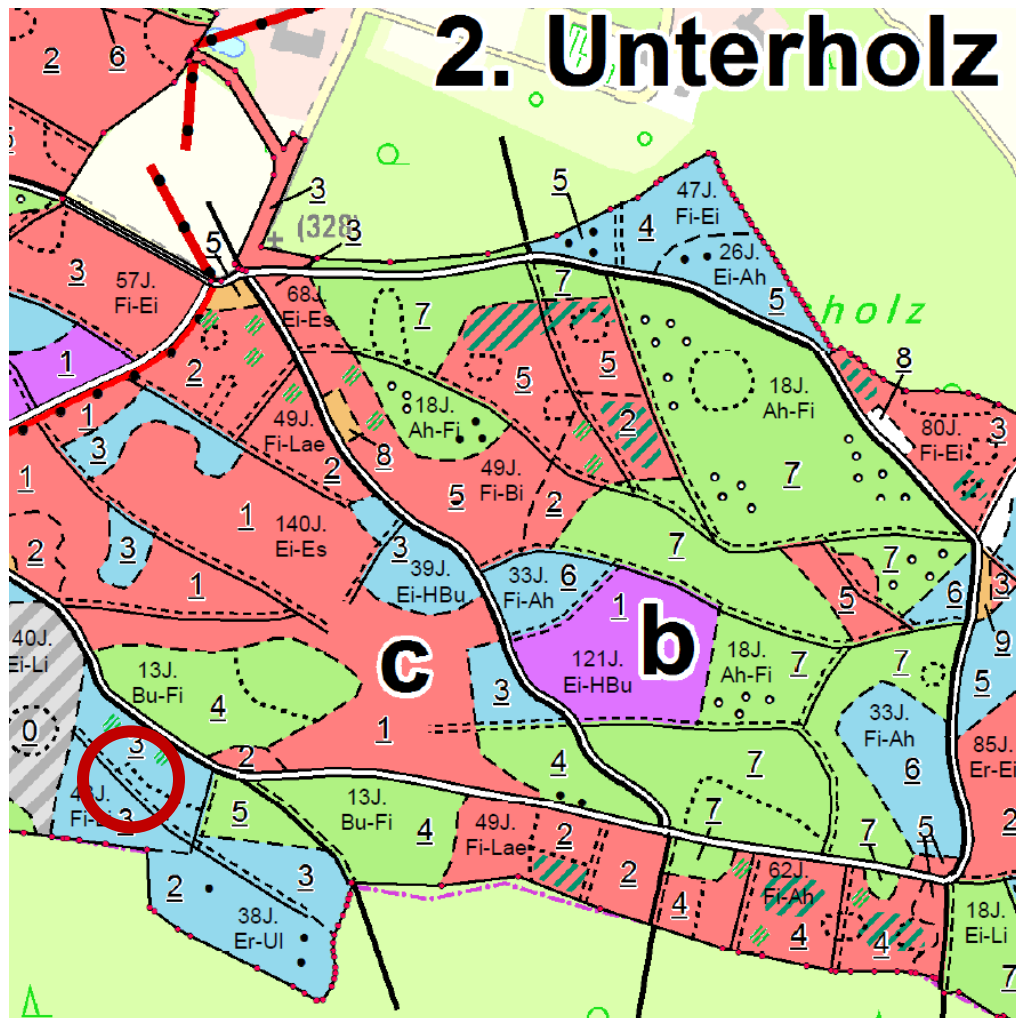 2. Unterholz
2
6
5
47J.
Fi-Ei
4
3
(328)
3
5
26J.
Ei-Ah
3
57J.
Fi-Ei
68J.
Ei-Es
7
7
5
holz
1
2
5
5
8
18J.
Ah-Fi
80J.
Fi-Ei
3
1
3
49J.
Fi-Lae
18J.
Ah-Fi
2
2
8
49J.
Fi-Bi
5
2
7
1
1
140J.
Ei-Es
2
3
3
39J.
Ei-HBu
7
7
1
33J.
Fi-Ah
6
1
5
6
3
9
40J.
Ei-Li
13J.
Bu-Fi
4
c
121J.
Ei-HBu
b
18J.
Ah-Fi
7
7
3
5
33J.
Fi-Ah
6
0
3
2
1
4
7
85J.
Er-Ei
3
5
13J.
Bu-Fi
4
49J.
Fi-Lae
2
7
7
5
2
2
3
2
62J.
Fi-Ah
4
4
4
38J.
Er-Ul
18J.
Ei-Li
7